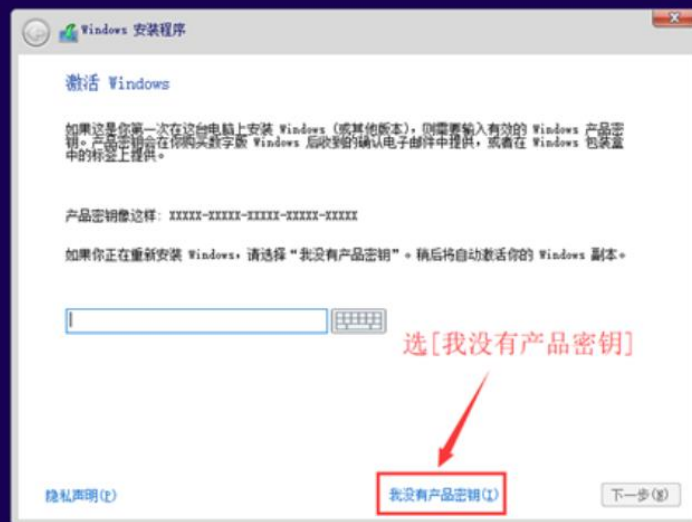 Windows 安装程序
激活 Windows
如果这是你第一次在这台电脑上安装 Windows (或其他版本)，则需要输入有效的 Windows 产品密
钥。产品密钥会在你购买数字版 Windows 后收到的确认电子邮件中提供，或者在 Windows 包装盒
中的标签上提供。
产品密钥像这样: XXXXX-XXXXX-XXXXX-XXXXX-XXXXX
如果你正在重新安装 Windows，请选择“我没有产品密钥”。稍后将自动激活你的 Windows 副本。
选[我没有产品密钥]
隐私声明(P)
我没有产品密钥(I)
下一步(N)